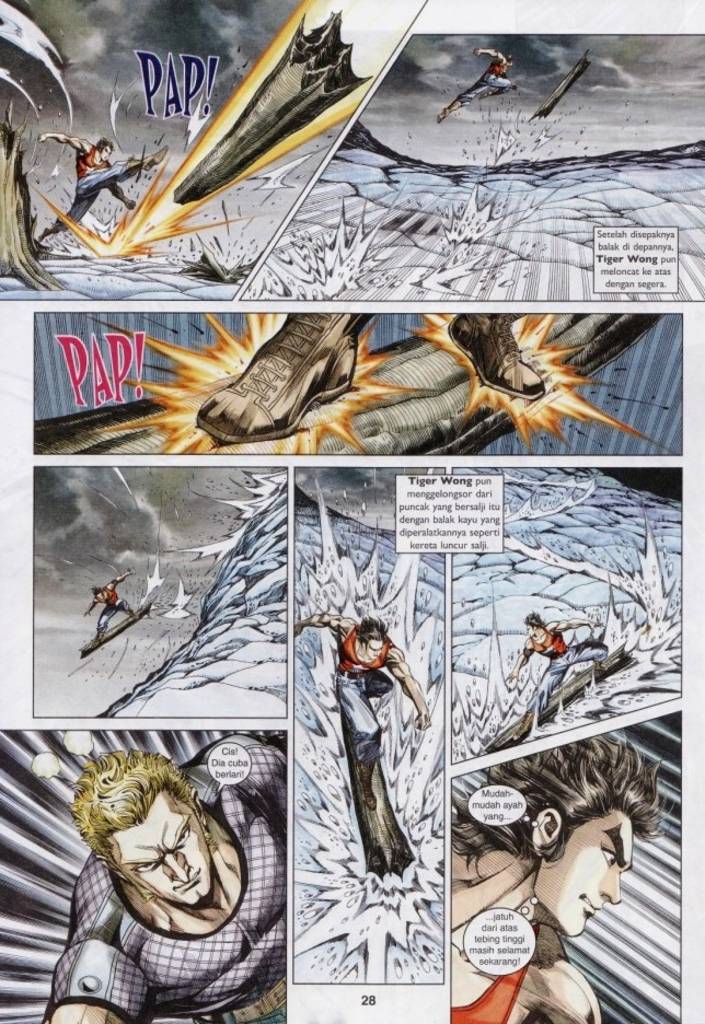 PAP!
Setelah disepaknya
balak di depannya,
Tiger Wong pun
meloncat ke atas
dengan segera.
PAP!
Tiger Wong pun
menggelongsor dari
puncak yang bersalji itu
dengan balak kayu yang
diperalatkannya seperti
kereta luncur salji.
Cis!
Dia cuba
berlari!
Mudah-
mudah ayah
yang...
...jatuh
dari atas
tebing tinggi
masih selamat
sekarang!
28